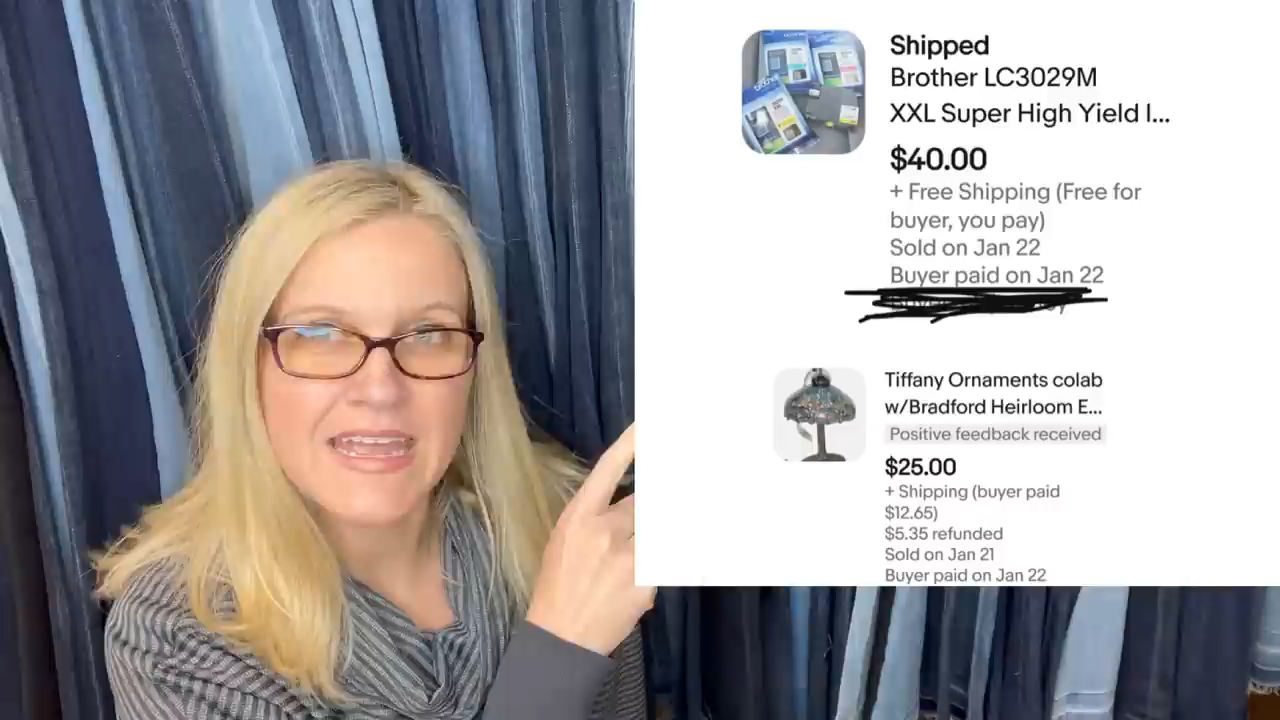 Shipped
Brother LC3029M
XXL Super High Yield I...
$40.00
+ Free Shipping (Free for
buyer, you pay)
Sold on Jan 22
Buyer paid on Jan 22
Tiffany Ornaments colab
w/Bradford Heirloom E...
Positive feedback received
$25.00
+ Shipping (buyer paid
$12.65)
$5.35 refunded
Sold on Jan 21
Buyer paid on Jan 22